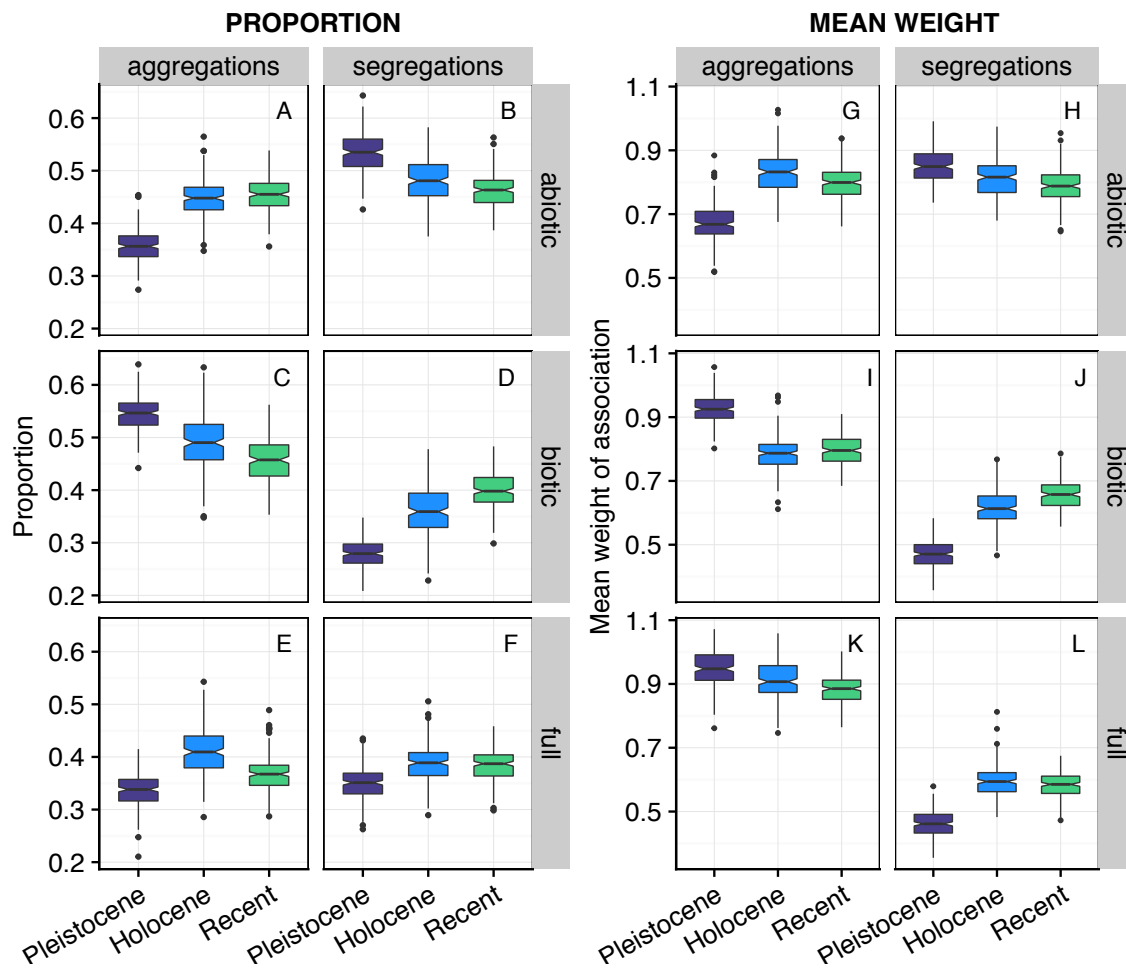 PROPORTION
MEAN WEIGHT
aggregations
segregations
aggregations
segregations
Proportion
0.6
0.5
0.4
0.3
0.2
A
B
abiotic
0.6
0.5
0.4
0.3
0.2
C
D
biotic
0.6
0.5
0.4
0.3
0.2
E
F
full
Pleistocene
Holocene
Recent
Pleistocene
Holocene
Recent
Mean weight of association
1.1
0.9
0.7
0.5
G
H
abiotic
1.1
0.9
0.7
0.5
I
J
biotic
1.1
0.9
0.7
0.5
K
L
full
Pleistocene
Holocene
Recent
Pleistocene
Holocene
Recent